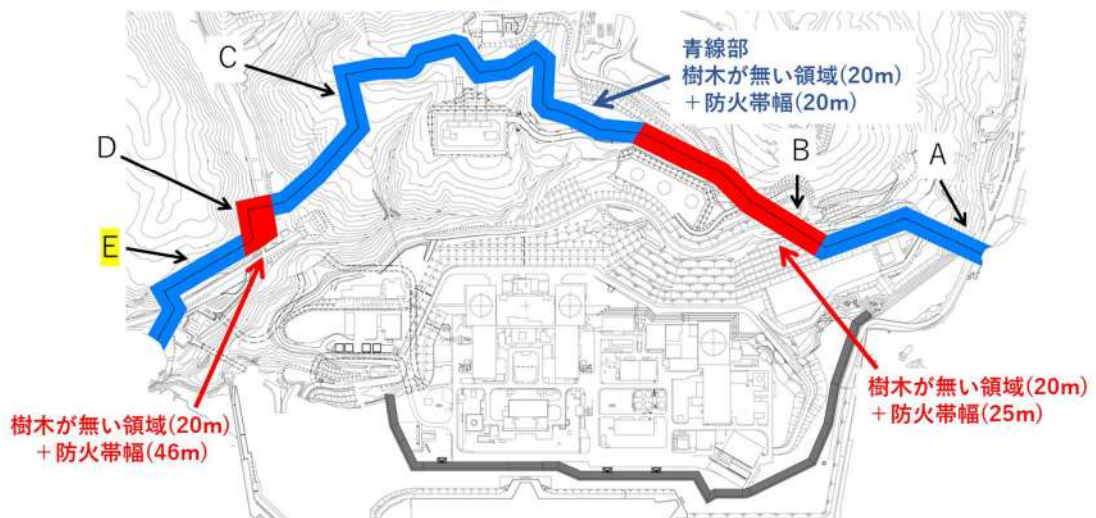 C
青線部
樹木が無い領域(20m)
＋防火帯幅(20m)
D
B
A
E
樹木が無い領域(20m)
＋防火帯幅(25m)
樹木が無い領域(20m)
＋防火帯幅(46m)